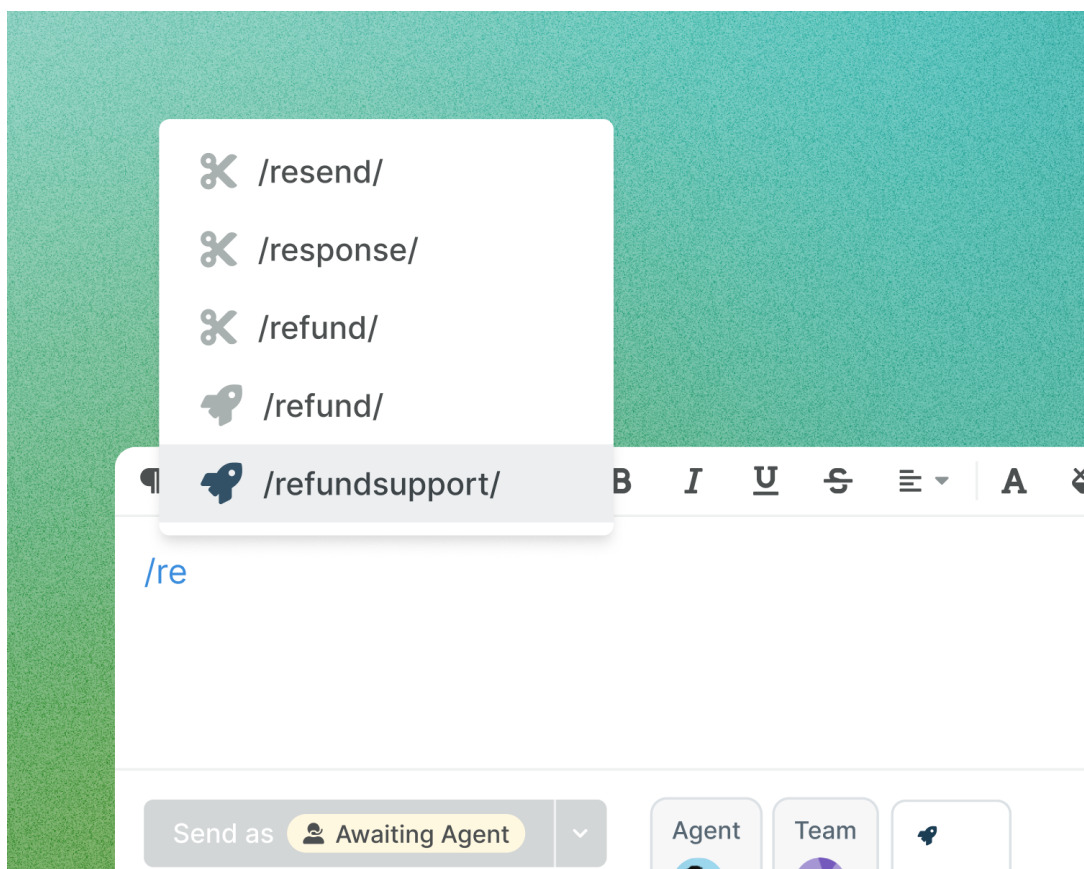 /resend/
/response/
/refund/
/refund/
/refundsupport/
B I U S A
/re
Send as Awaiting Agent
Agent
Team